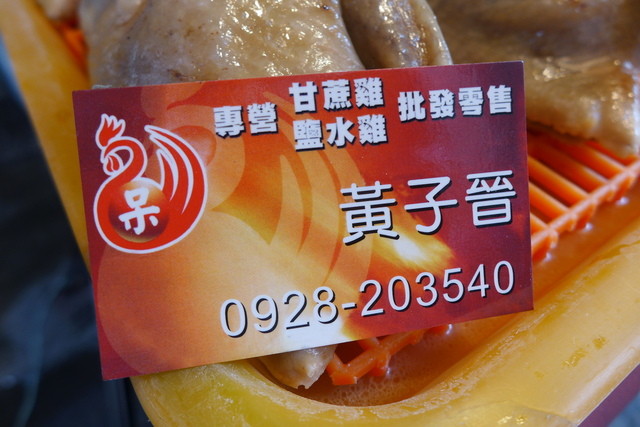 專營 甘蔗雞 鹽水雞 批發零售
呆
黃子晉
0928-203540